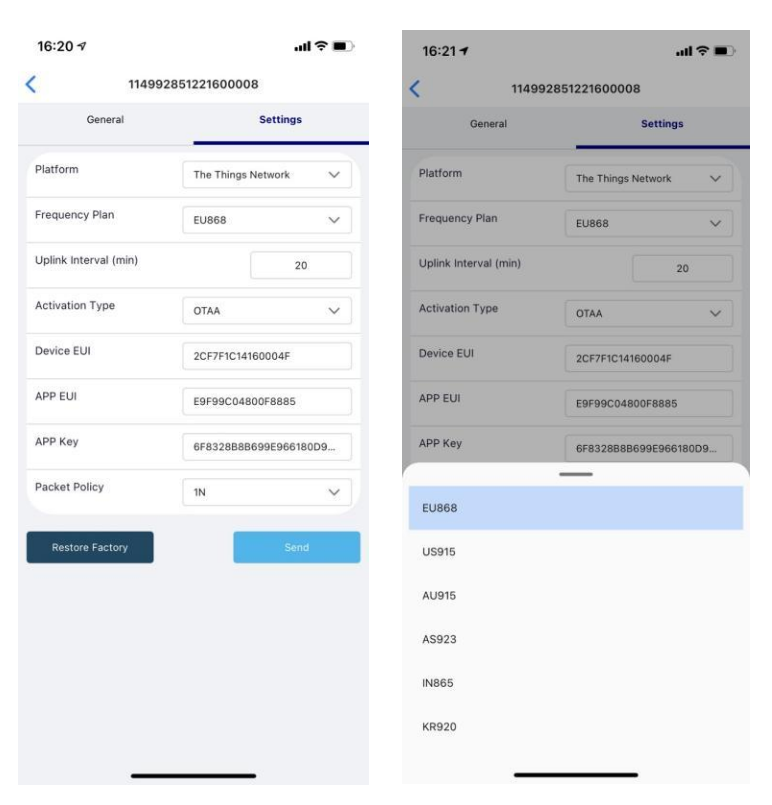 16:20
114992851221600008
General Settings
Platform The Things Network
Frequency Plan EU868
Uplink Interval (min) 20
Activation Type OTAA
Device EUI 2CF7F1C14160004F
APP EUI E9F99C04800F8885
APP Key 6F8328B8B699E966180D9...
Packet Policy 1N
Restore Factory Send
16:21
114992851221600008
General Settings
Platform The Things Network
Frequency Plan EU868
Uplink Interval (min) 20
Activation Type OTAA
Device EUI 2CF7F1C14160004F
APP EUI E9F99C04800F8885
APP Key 6F8328B8B699E966180D9...
EU868
US915
AU915
AS923
IN865
KR920